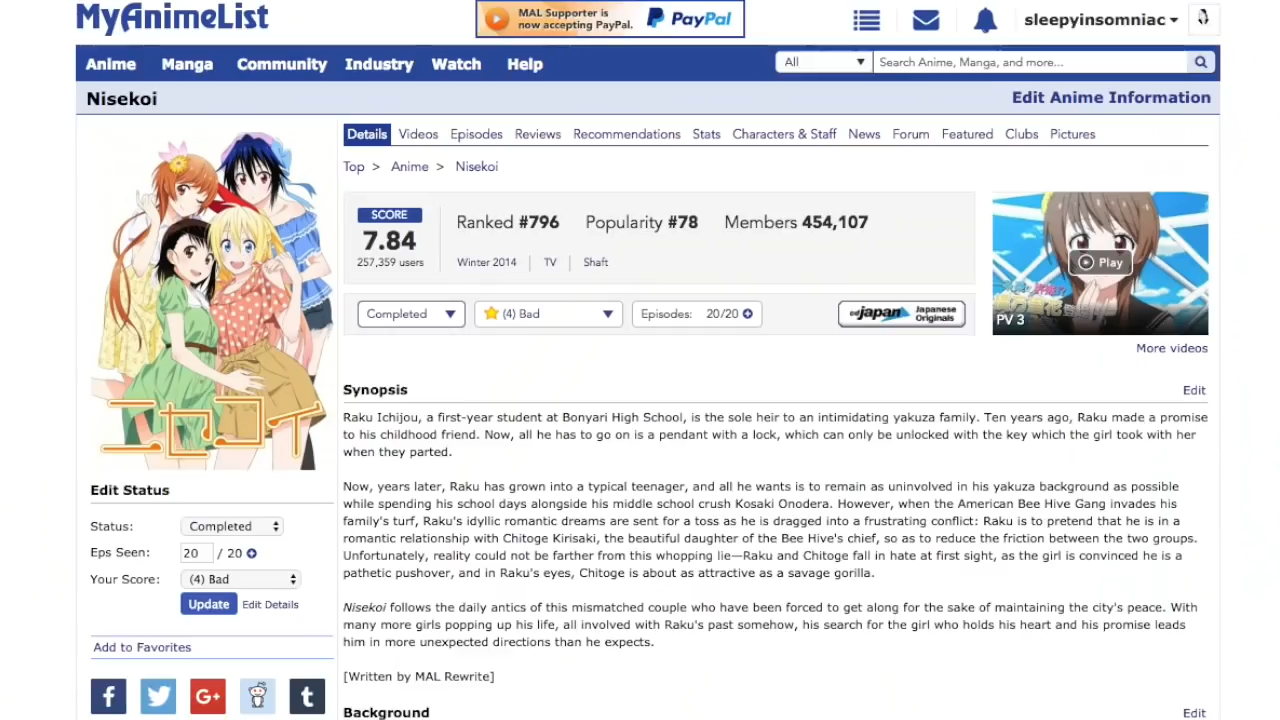 MyAnimeList
MAL Supporter is
now accepting PayPal.
PayPal
sleepyinsomniac
Anime Manga Community Industry Watch Help
All
Search Anime, Manga, and more...
Nisekoi
Edit Anime Information
Details Videos Episodes Reviews Recommendations Stats Characters & Staff News Forum Featured Clubs Pictures
Top > Anime > Nisekoi
SCORE
7.84
257,359 users
Ranked #796 Popularity #78 Members 454,107
Winter 2014 TV Shaft
Play
PV 3
Completed
(4) Bad
Episodes: 20/20
japan
Japanese
Originals
More videos
ニセコイ
Synopsis
Edit
Raku Ichijou, a first-year student at Bonyari High School, is the sole heir to an intimidating yakuza family. Ten years ago, Raku made a promise
to his childhood friend. Now, all he has to go on is a pendant with a lock, which can only be unlocked with the key which the girl took with her
when they parted.
Now, years later, Raku has grown into a typical teenager, and all he wants is to remain as uninvolved in his yakuza background as possible
while spending his school days alongside his middle school crush Kosaki Onodera. However, when the American Bee Hive Gang invades his
family's turf, Raku's idyllic romantic dreams are sent for a toss as he is dragged into a frustrating conflict: Raku is to pretend that he is in a
romantic relationship with Chitoge Kirisaki, the beautiful daughter of the Bee Hive's chief, so as to reduce the friction between the two groups.
Unfortunately, reality could not be farther from this whopping lie—Raku and Chitoge fall in hate at first sight, as the girl is convinced he is a
pathetic pushover, and in Raku's eyes, Chitoge is about as attractive as a savage gorilla.
Nisekoi follows the daily antics of this mismatched couple who have been forced to get along for the sake of maintaining the city's peace. With
many more girls popping up his life, all involved with Raku's past somehow, his search for the girl who holds his heart and his promise leads
him in more unexpected directions than he expects.
[Written by MAL Rewrite]
Background
Edit
Edit Status
Status: Completed
Eps Seen: 20 / 20
Your Score: (4) Bad
Update Edit Details
Add to Favorites
f
G+
t